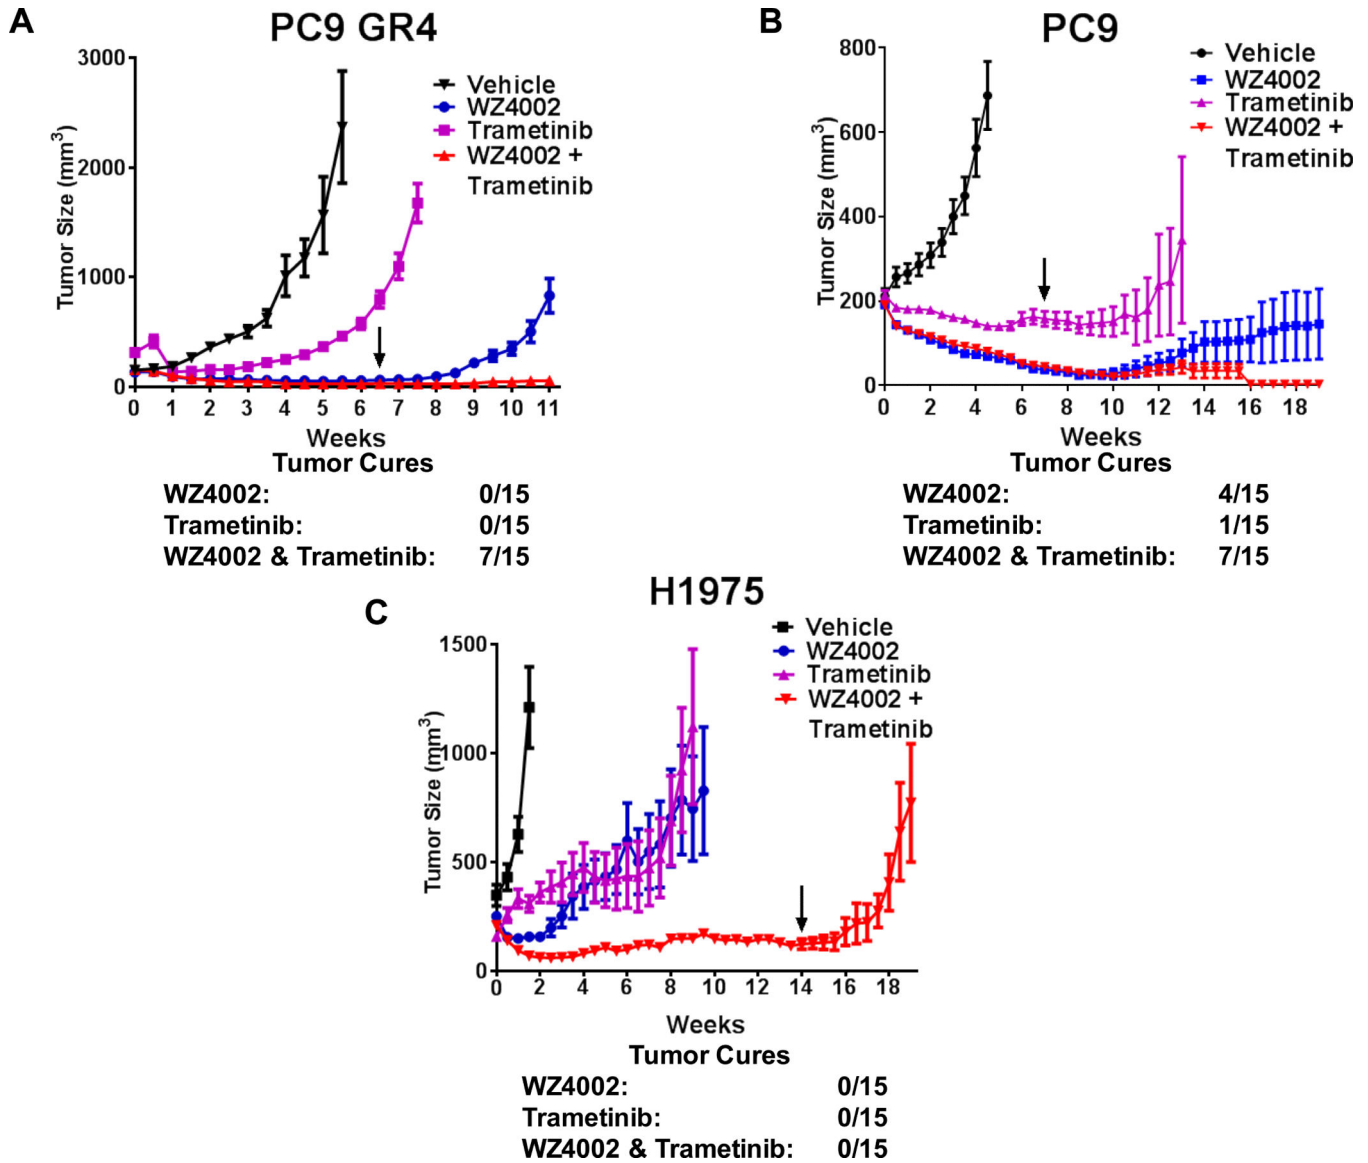 A
PC9 GR4
3000
2000
1000
0
Tumor Size (mm³)
Vehicle
WZ4002
Trametinib
WZ4002 +
Trametinib
0 1 2 3 4 5 6 7 8 9 10 11
Weeks
Tumor Cures
WZ4002: 0/15
Trametinib: 0/15
WZ4002 & Trametinib: 7/15
B
PC9
800
600
400
200
0
Tumor Size (mm³)
Vehicle
WZ4002
Trametinib
WZ4002 +
Trametinib
0 2 4 6 8 10 12 14 16 18
Weeks
Tumor Cures
WZ4002: 4/15
Trametinib: 1/15
WZ4002 & Trametinib: 7/15
C
H1975
1500
1000
500
0
Tumor Size (mm³)
Vehicle
WZ4002
Trametinib
WZ4002 +
Trametinib
0 2 4 6 8 10 12 14 16 18
Weeks
Tumor Cures
WZ4002: 0/15
Trametinib: 0/15
WZ4002 & Trametinib: 0/15